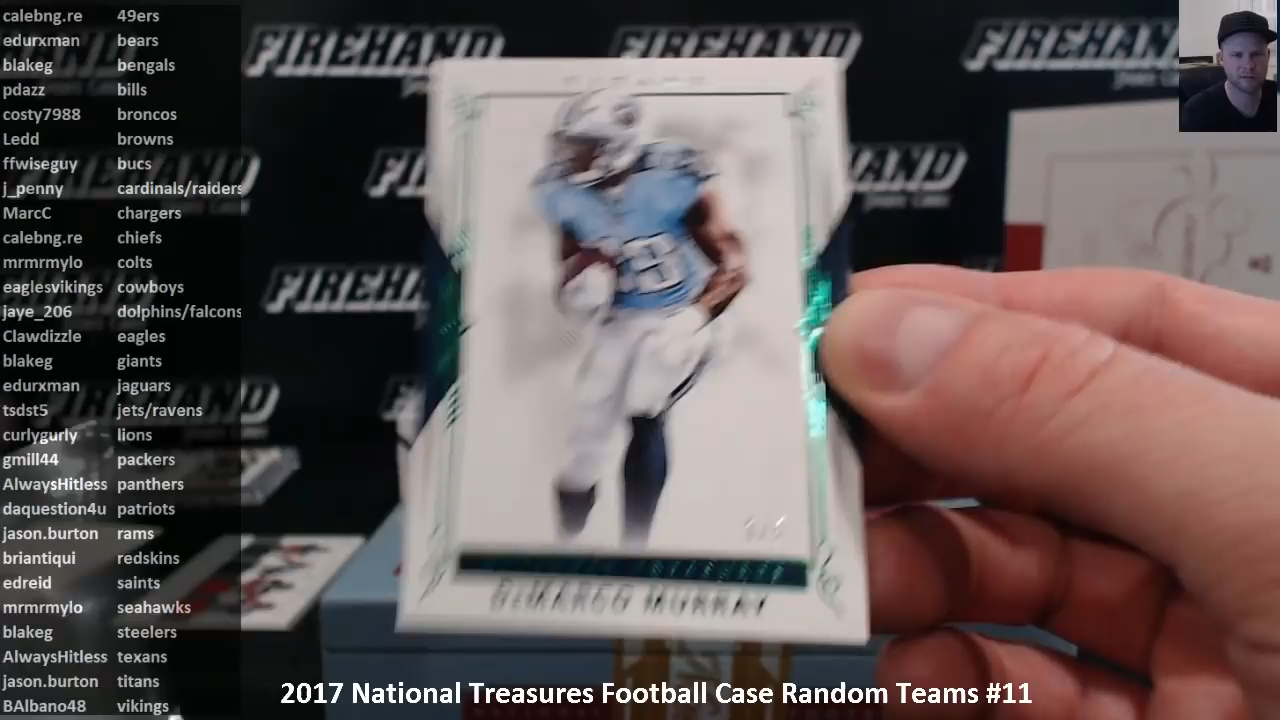 calebng.re 49ers
edurxman bears
blakeg bengals
pdazz bills
costy7988 broncos
Ledd browns
ffwiseguy bucs
j_penny cardinals/raiders
MarcC chargers
calebng.re chiefs
mrmrmylo colts
eaglesvikings cowboys
jaye_206 dolphins/falcons
Clawdizzle eagles
blakeg giants
edurxman jaguars
tsdst5 jets/ravens
curlygurly lions
gmill44 packers
AlwaysHitless panthers
daquestion4u patriots
jason.burton rams
briantiqui redskins
edreid saints
mrmrmylo seahawks
blakeg steelers
AlwaysHitless texans
jason.burton titans
BAlbano48 vikings
FIREHAND FIREHAND FIREHAND
FIREHAND
DEMARCO MURRAY
2017 National Treasures Football Case Random Teams #11